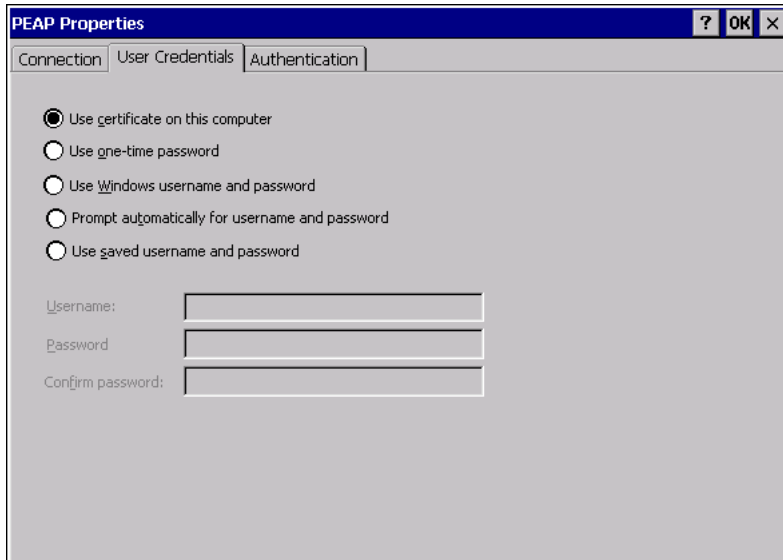 PEAP Properties ? OK ×
Connection User Credentials Authentication
Use certificate on this computer
Use one-time password
Use Windows username and password
Prompt automatically for username and password
Use saved username and password
Username:
Password
Confirm password: